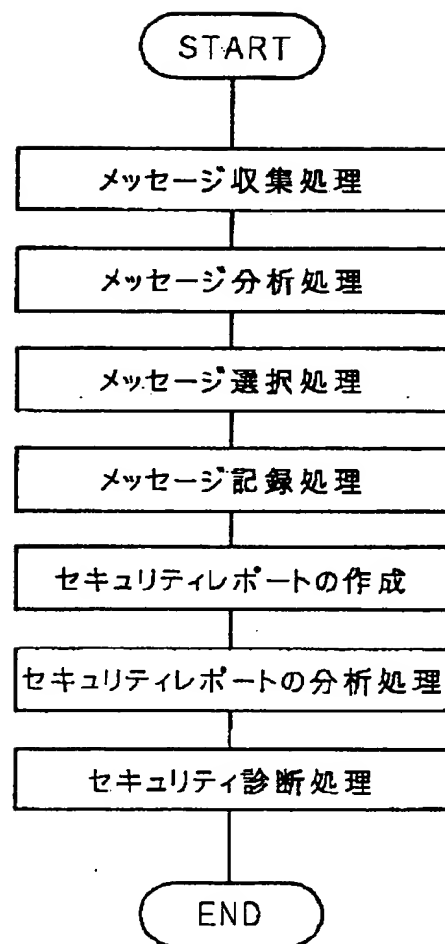 START
メッセージ収集処理
メッセージ分析処理
メッセージ選択処理
メッセージ記録処理
セキュリティレポートの作成
セキュリティレポートの分析処理
セキュリティ診断処理
END